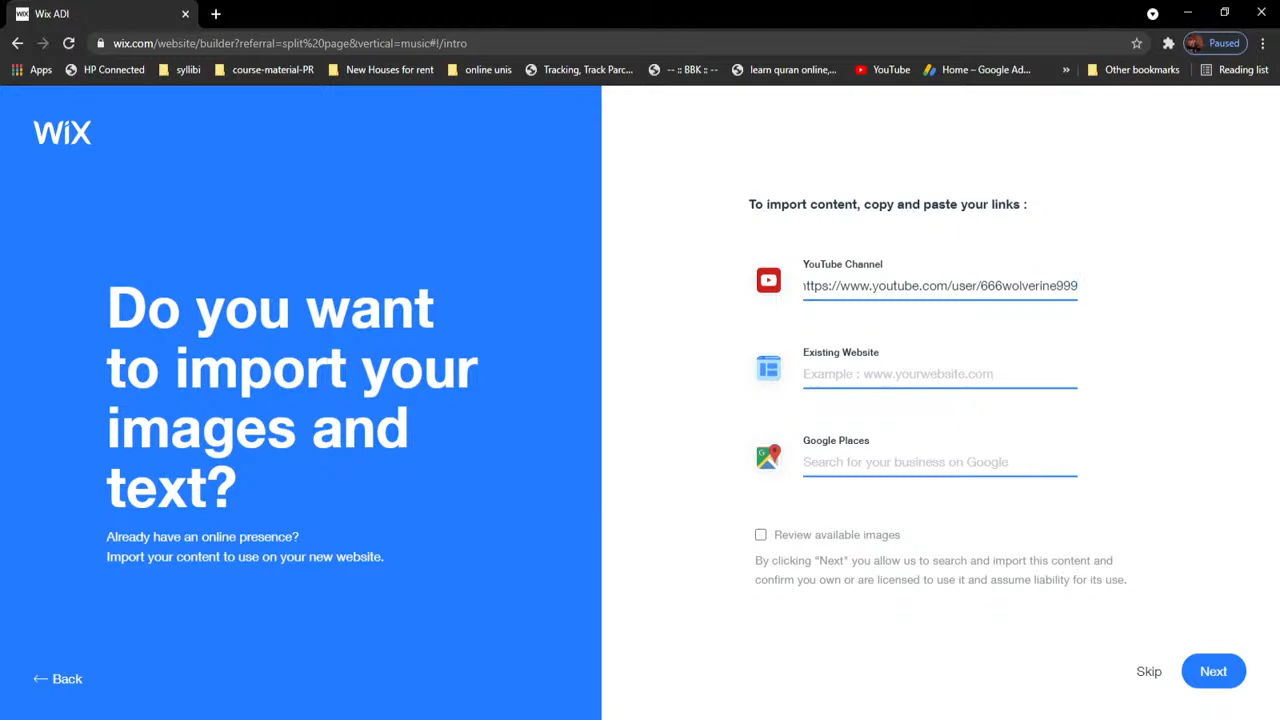 WiX Wix ADI
wix.com/website/builder?referral=split%20page&vertical=music#!/intro
Paused
Apps HP Connected syllibi course-material-PR New Houses for rent online unis Tracking, Track Parc... -- :: BBK :: -- learn quran online,... YouTube Home – Google Ad... » Other bookmarks Reading list
WiX
Do you want
to import your
images and
text?
Already have an online presence?
Import your content to use on your new website.
← Back
To import content, copy and paste your links :
YouTube Channel
ttps://www.youtube.com/user/666wolverine999
Existing Website
Example : www.yourwebsite.com
Google Places
Search for your business on Google
Review available images
By clicking "Next" you allow us to search and import this content and
confirm you own or are licensed to use it and assume liability for its use.
Skip Next